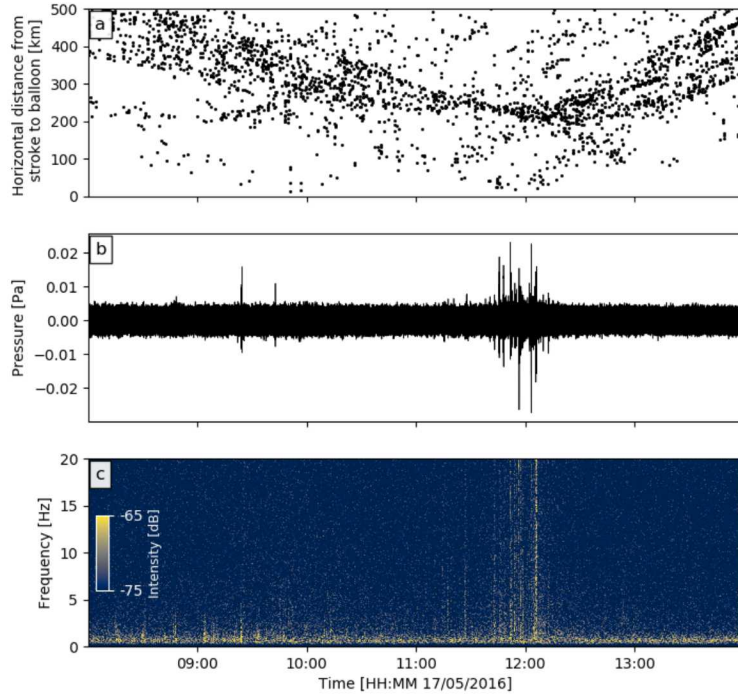 a
500
400
300
200
100
0
Horizontal distance from
stroke to balloon [km]
b
0.02
0.01
0.00
−0.01
−0.02
Pressure [Pa]
c
20
15
10
5
0
Frequency [Hz]
-65
-75
Intensity [dB]
09:00 10:00 11:00 12:00 13:00
Time [HH:MM 17/05/2016]